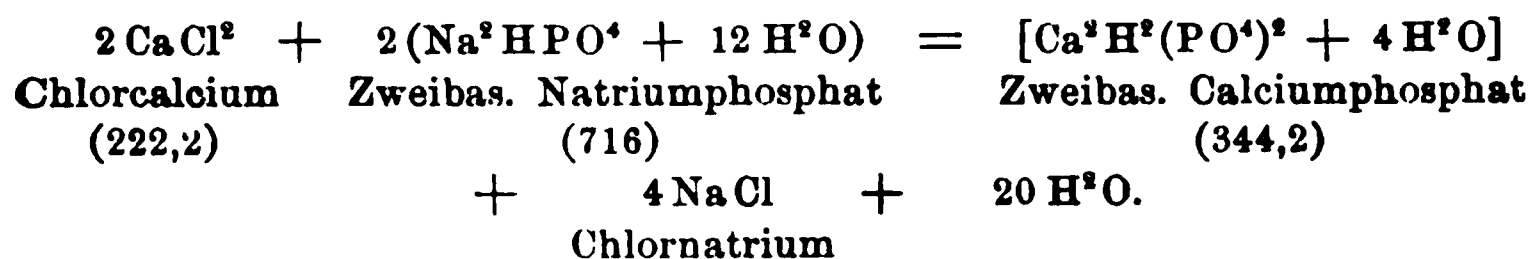 2 CaCl² + 2 (Na²HPO⁴ + 12 H²O) = [Ca²H²(PO⁴)² + 4 H²O]
Chlorcalcium Zweibas. Natriumphosphat Zweibas. Calciumphosphat
(222,2) (716) (344,2)
+ 4 NaCl + 20 H²O.
Chlornatrium